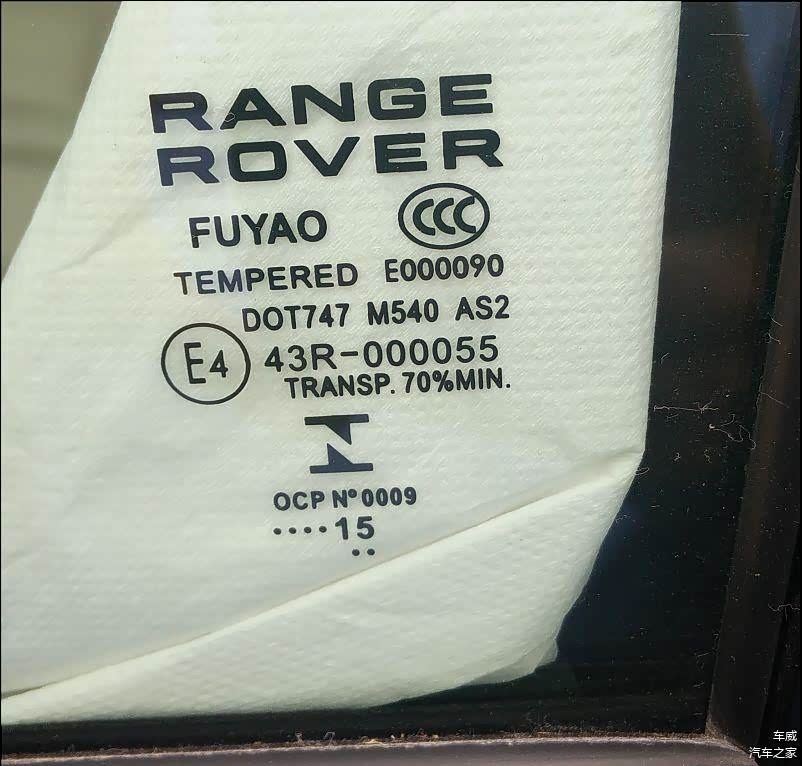 RANGE
ROVER
FUYAO CCC
TEMPERED E000090
DOT747 M540 AS2
E4 43R-000055
TRANSP. 70%MIN.
OCP Nº0009
····15
··
车威
汽车之家